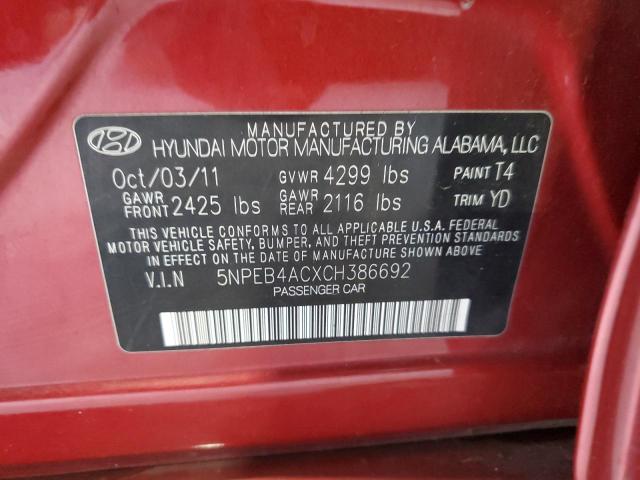 MANUFACTURED BY
HYUNDAI MOTOR MANUFACTURING ALABAMA, LLC
Oct/03/11 GVWR 4299 lbs PAINT T4
GAWR FRONT 2425 lbs GAWR REAR 2116 lbs TRIM YD
THIS VEHICLE CONFORMS TO ALL APPLICABLE U.S.A. FEDERAL
MOTOR VEHICLE SAFETY, BUMPER, AND THEFT PREVENTION
STANDARDS IN EFFECT ON THE DATE OF MANUFACTURE SHOWN ABOVE.
V.I.N 5NPEB4ACXCH386692
PASSENGER CAR